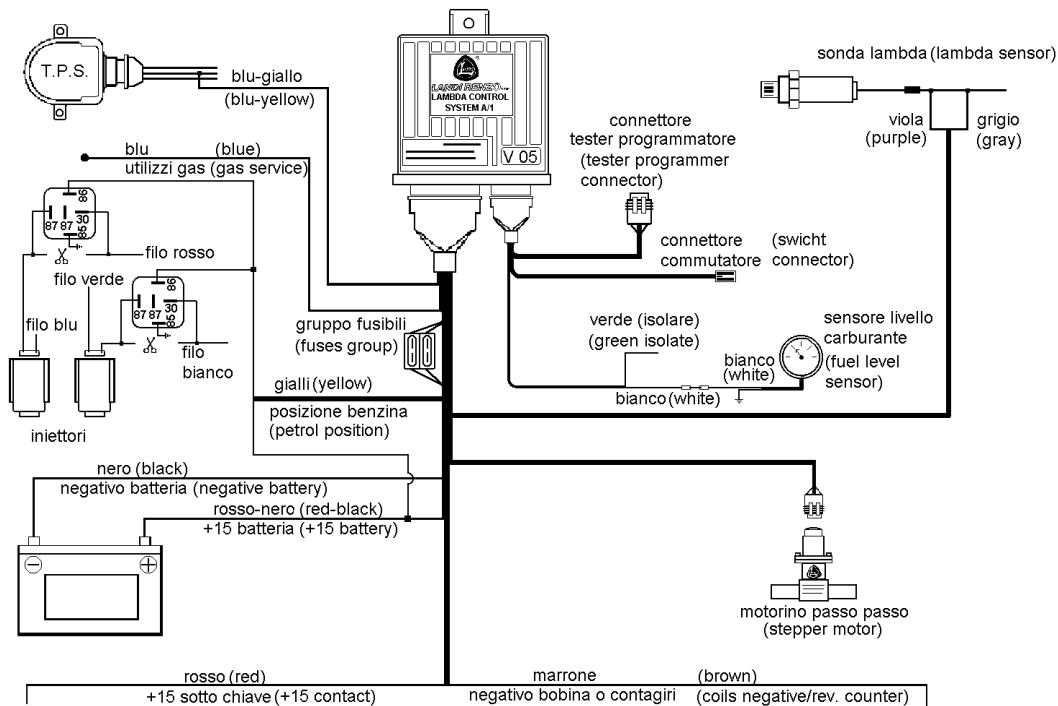 T.P.S.
blu-giallo
(blu-yellow)
LANDI RENZO
LAMBDA CONTROL
SYSTEM A/1
V 05
sonda lambda (lambda sensor)
viola
(purple)
grigio
(gray)
connettore
tester programmatore
(tester programmer
connector)
blu (blue)
utilizzi gas (gas service)
86
87 87 30
85
filo rosso
connettore (swicht
commutatore connector)
filo verde
86
87 87 30
85
filo blu
filo
bianco
iniettori
gruppo fusibili
(fuses group)
verde (isolare)
(green isolate)
sensore livello
carburante
(fuel level
sensor)
bianco
(white)
bianco (white)
gialli (yellow)
posizione benzina
(petrol position)
nero (black)
negativo batteria (negative battery)
rosso-nero (red-black)
+15 batteria (+15 battery)
− +
motorino passo passo
(stepper motor)
rosso (red)
+15 sotto chiave (+15 contact)
marrone (brown)
negativo bobina o contagiri (coils negative/rev. counter)